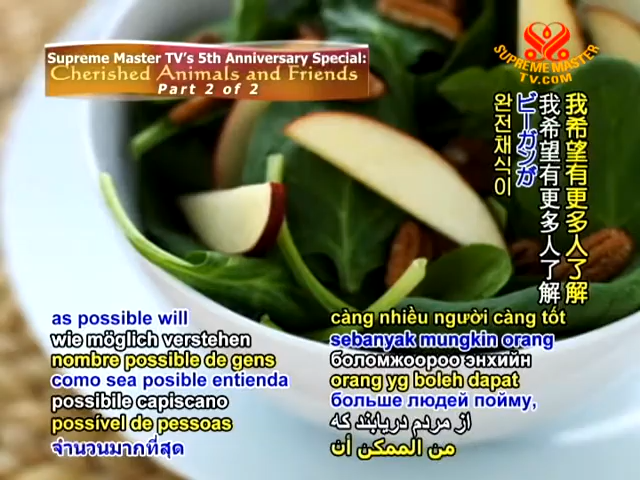 Supreme Master TV's 5th Anniversary Special:
Cherished Animals and Friends
Part 2 of 2
SUPREME MASTER
TV.COM
我希望有更多人了解
我希望有更多人了解
ビーガンが
완전채식이
as possible will
wie möglich verstehen
nombre possible de gens
como sea posible entienda
possibile capiscano
possível de pessoas
จำนวนมากที่สุด
càng nhiều người càng tốt
sebanyak mungkin orang
боломжоороо энхийн
orang yg boleh dapat
больше людей пойму,
از مردم دریابند که
من الممكن أن